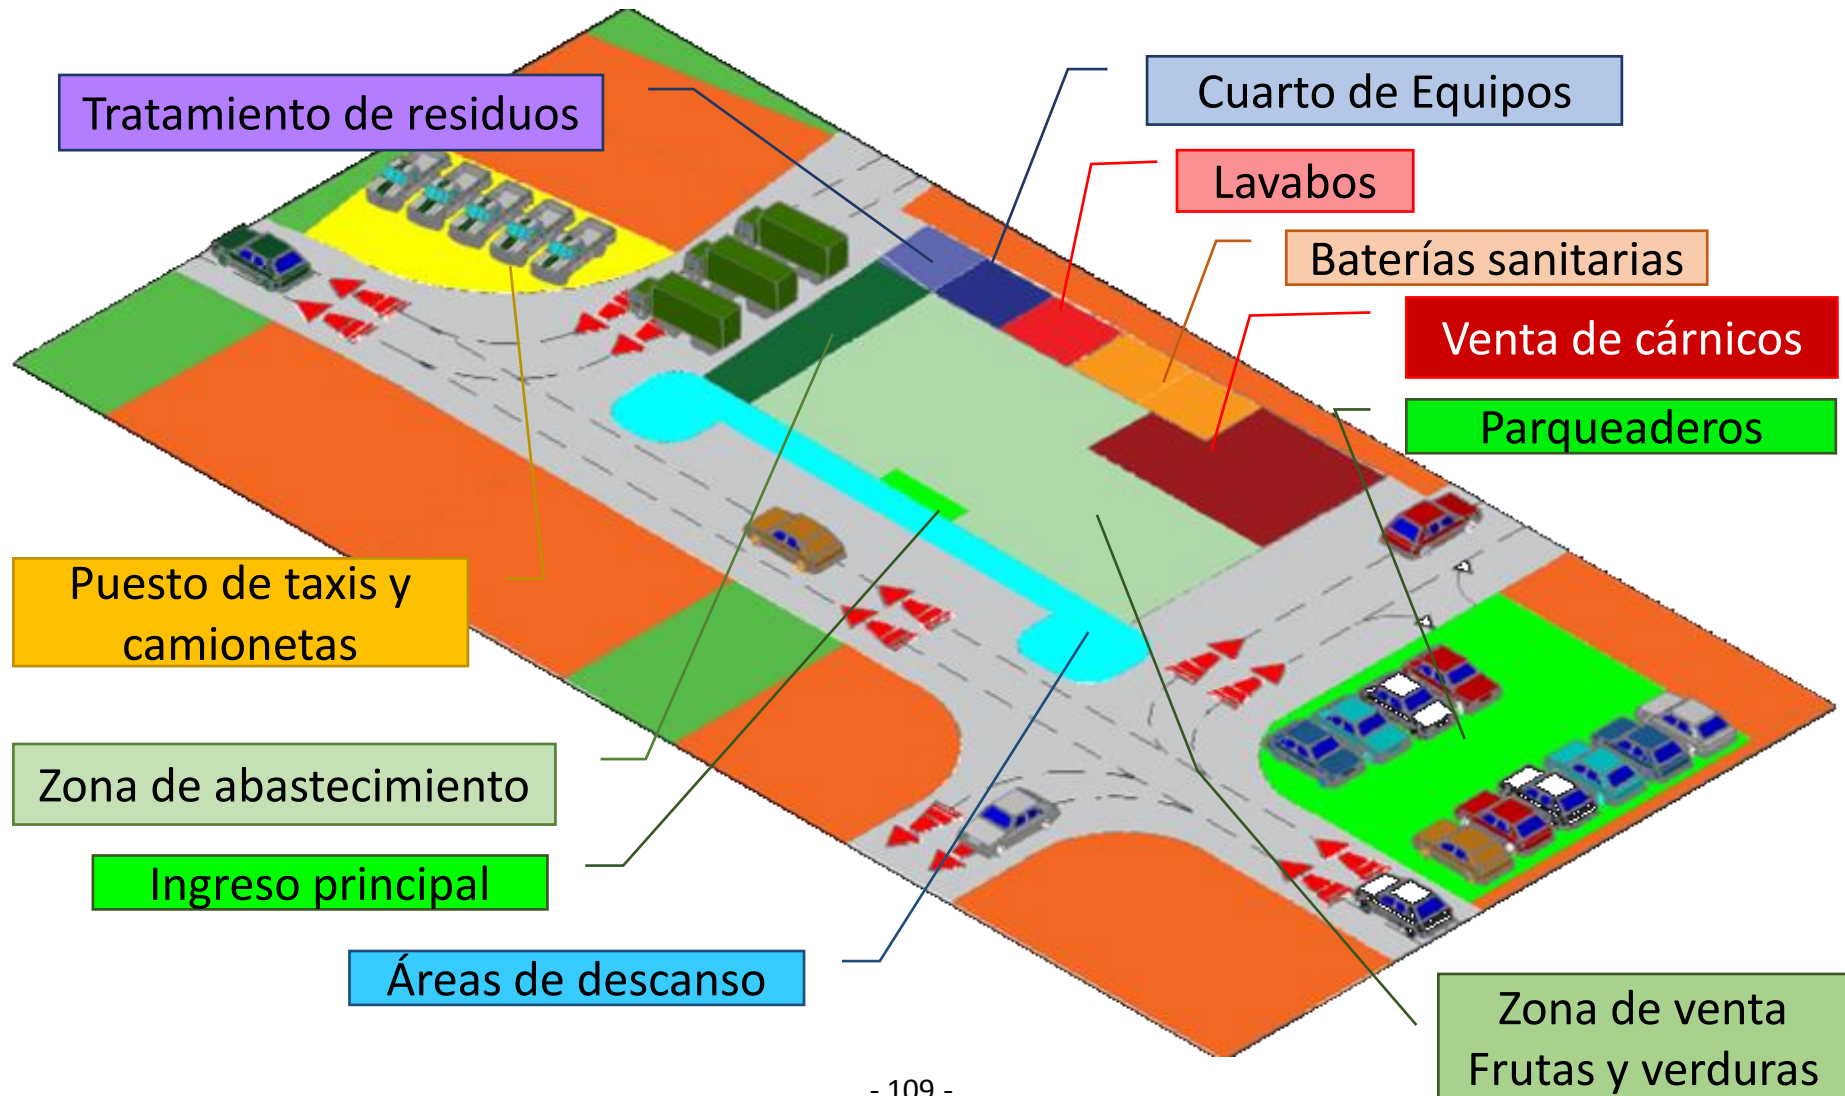 Tratamiento de residuos
Cuarto de Equipos
Lavabos
Baterías sanitarias
Venta de cárnicos
Parqueaderos
Puesto de taxis y
camionetas
Zona de abastecimiento
Ingreso principal
Áreas de descanso
Zona de venta
Frutas y verduras
- 109 -